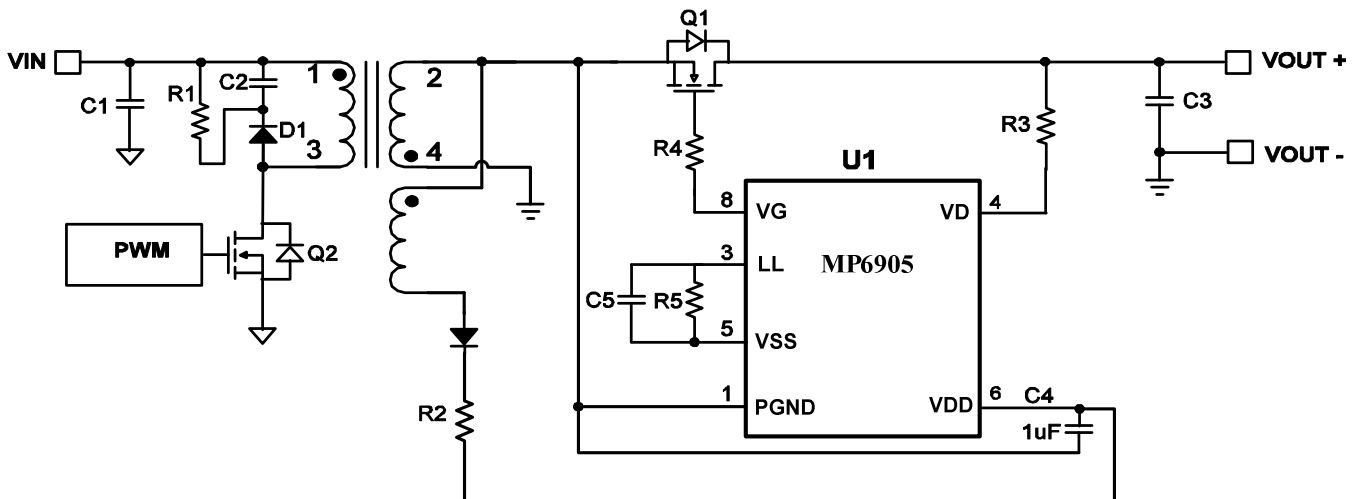 Q1
VIN
VOUT +
1
2
C2
R1
C1
D1
C3
R3
3
4
R4
VOUT -
U1
8
VG
VD
4
PWM
Q2
3
LL
MP6905
C5
R5
5
VSS
1
PGND
VDD
6
C4
R2
1uF